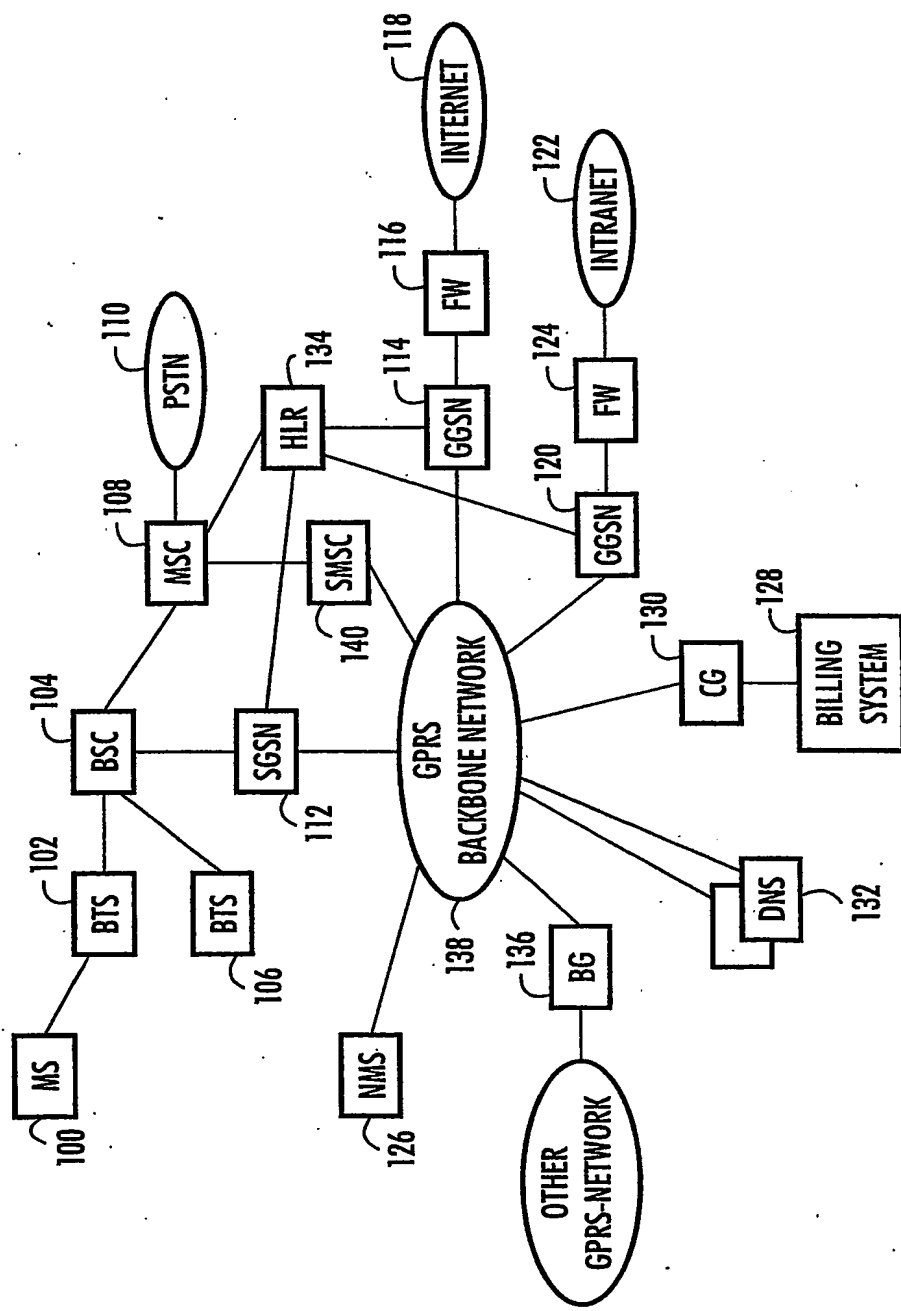 100
MS
102
BTS
BTS
106
104
BSC
108
MSC
110
PSTN
SGSN
112
SMSC
140
HLR
134
NMS
126
GPRS
BACKBONE NETWORK
138
GGSN
114
FW
116
INTERNET
118
OTHER
GPRS-NETWORK
BG
136
GGSN
120
FW
124
INTRANET
122
DNS
132
CG
130
BILLING
SYSTEM
128